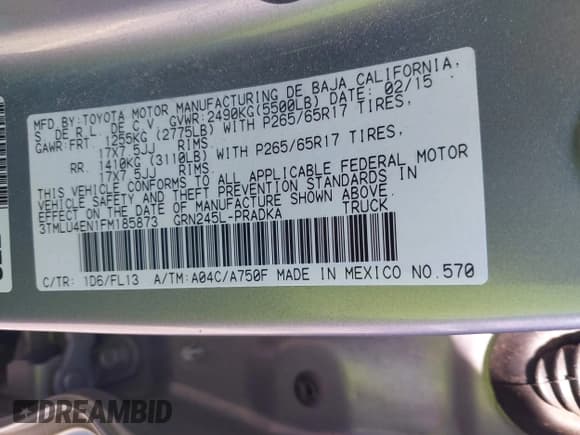 MFD.BY:TOYOTA MOTOR MANUFACTURING DE BAJA CALIFORNIA,
S. DE R.L. DE C.V. GVWR:2490KG(5500LB) DATE: 02/15
GAWR:FRT. 1255KG (2775LB) WITH P265/65R17 TIRES,
17X7.5JJ RIMS
RR. 1410KG (3110LB) WITH P265/65R17 TIRES,
17X7.5JJ RIMS
THIS VEHICLE CONFORMS TO ALL APPLICABLE FEDERAL MOTOR
VEHICLE SAFETY AND THEFT PREVENTION STANDARDS IN
EFFECT ON DATE OF MANUFACTURE SHOWN ABOVE.
3TMLU4EN1FM185873 GRN245L-PRADKA TRUCK
C/TR: 1D6/FL13 A/TM:A04C/A750F MADE IN MEXICO NO.570
DREAMBID